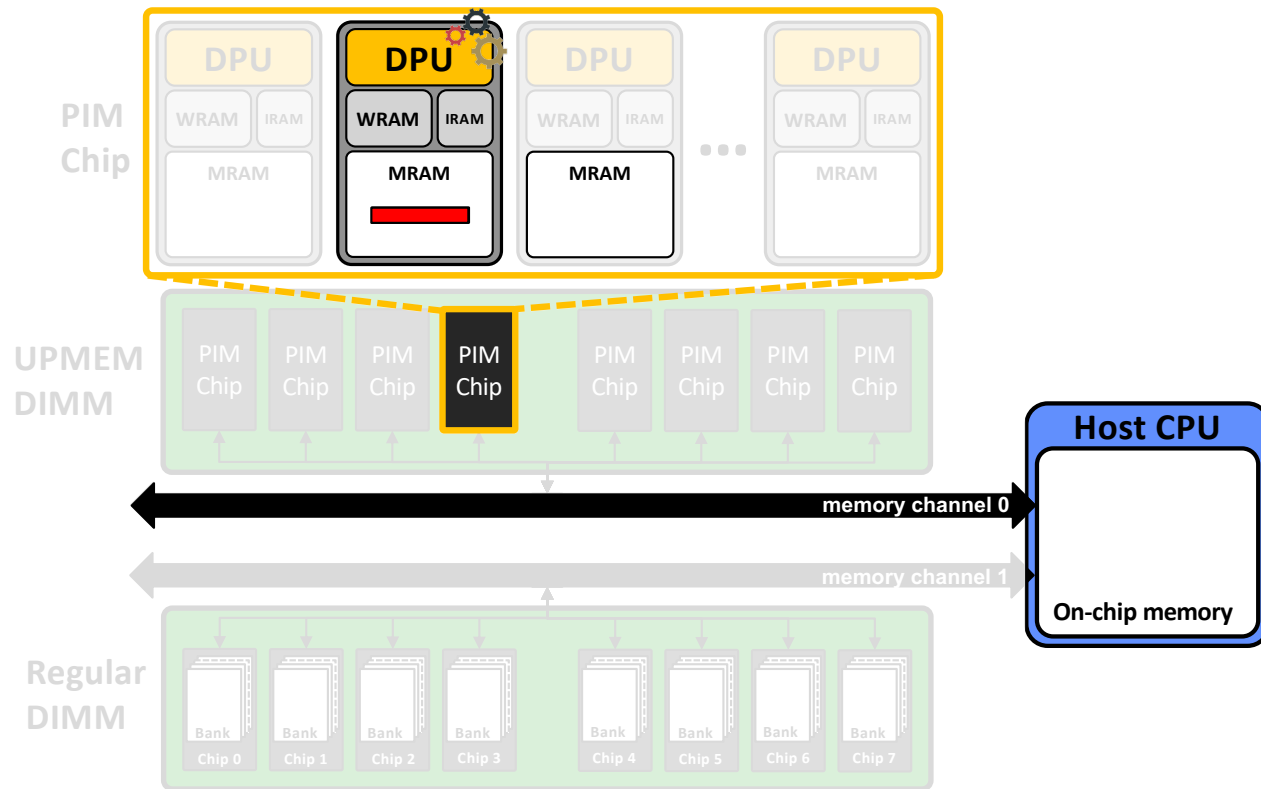 PIM
Chip
DPU
WRAM
IRAM
MRAM
DPU
WRAM
IRAM
MRAM
DPU
WRAM
IRAM
MRAM
...
DPU
WRAM
IRAM
MRAM
UPMEM
DIMM
PIM
Chip
PIM
Chip
PIM
Chip
PIM
Chip
PIM
Chip
PIM
Chip
PIM
Chip
PIM
Chip
Host CPU
On-chip memory
memory channel 0
memory channel 1
Regular
DIMM
Bank
Chip 0
Bank
Chip 1
Bank
Chip 2
Bank
Chip 3
Bank
Chip 4
Bank
Chip 5
Bank
Chip 6
Bank
Chip 7